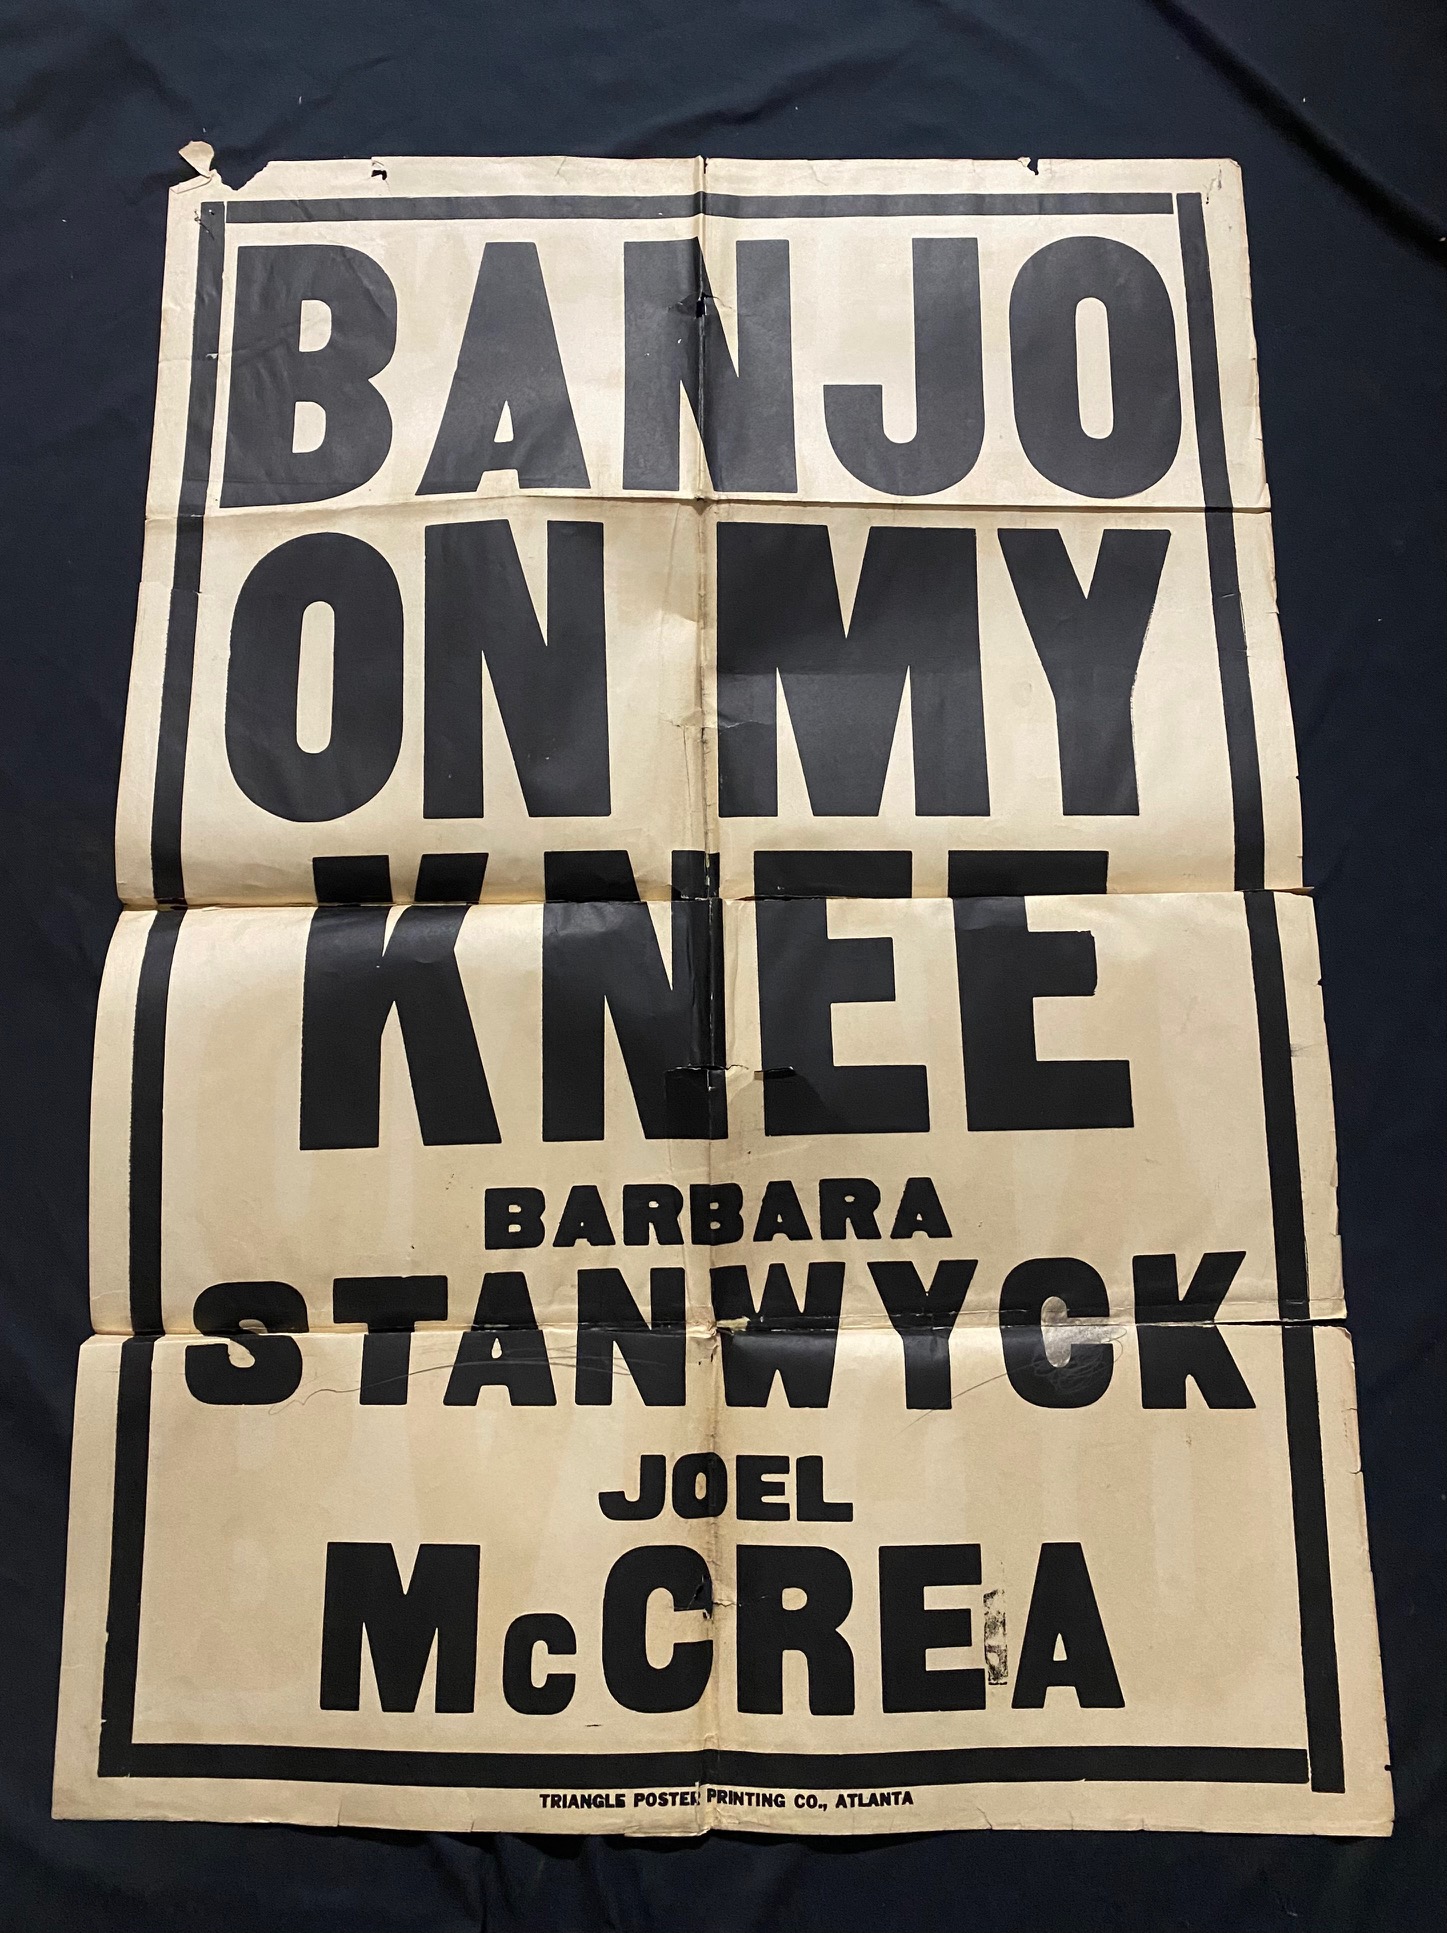 BANJO
ON MY
KNEE
BARBARA
STANWYCK
JOEL
McCREA
TRIANGLE POSTER PRINTING CO., ATLANTA